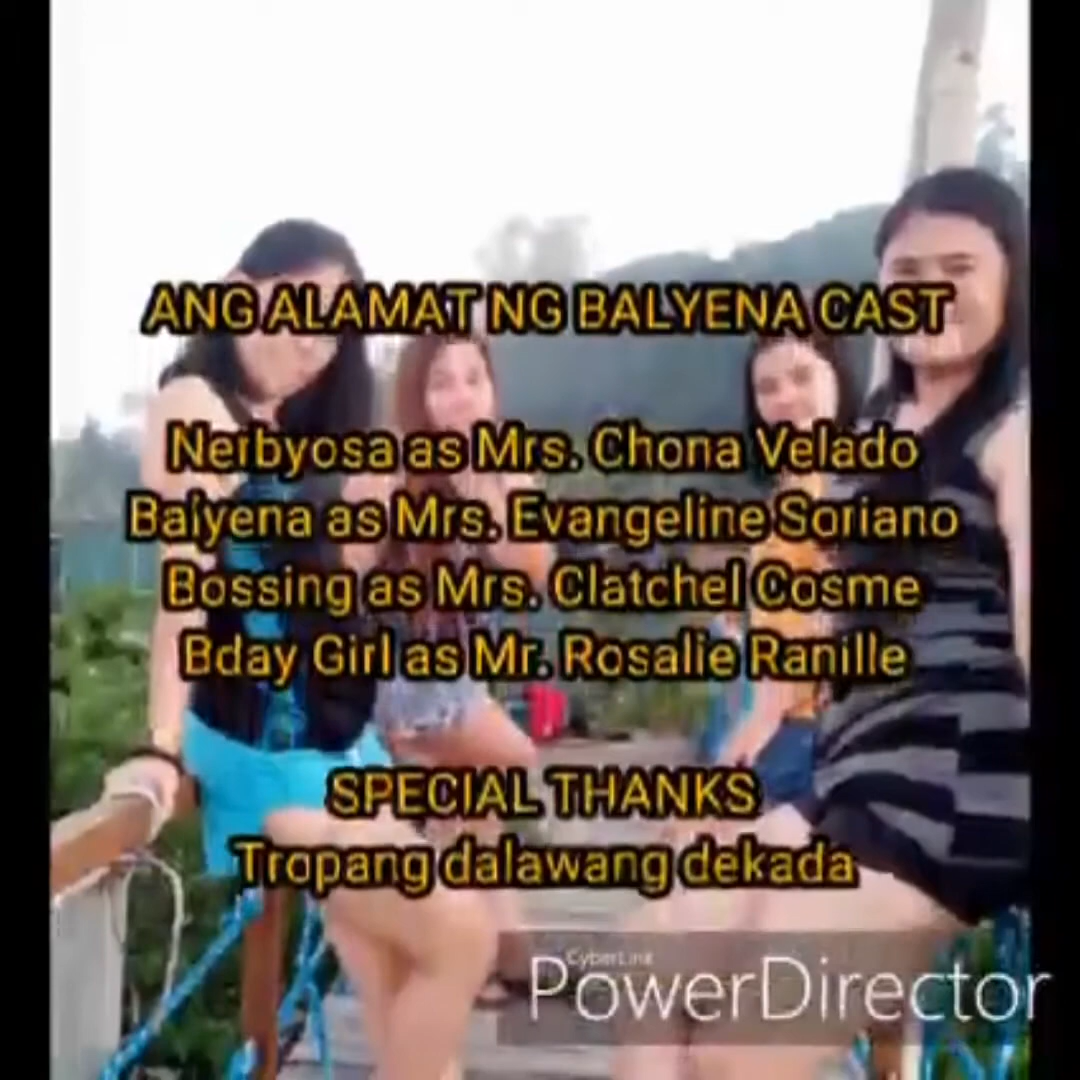 ANG ALAMAT NG BALYENA CAST
Nerbyosa as Mrs. Chona Velado
Balyena as Mrs. Evangeline Soriano
Bossing as Mrs. Clatchel Cosme
Bday Girl as Mr. Rosalie Ranille
SPECIAL THANKS
Tropang dalawang dekada
CyberLink
PowerDirector